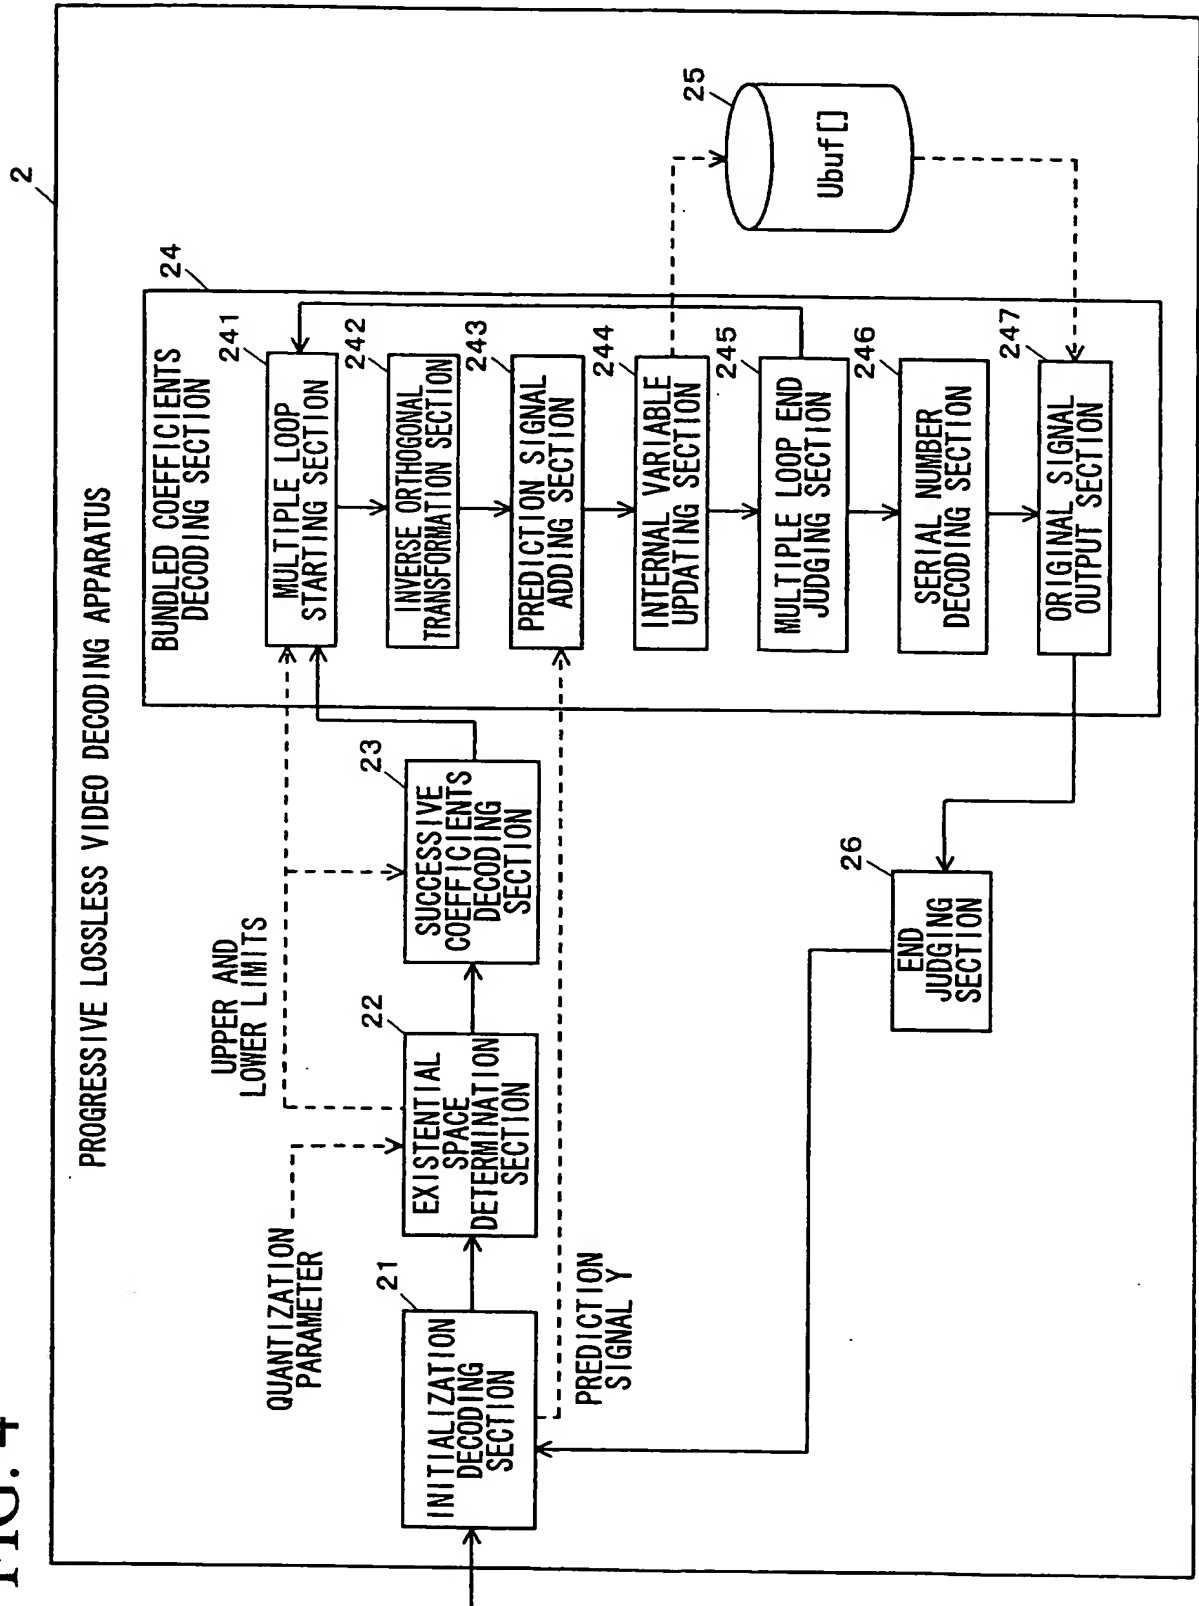 FIG. 4
2
PROGRESSIVE LOSSLESS VIDEO DECODING APPARATUS
24
BUNDLED COEFFICIENTS
DECODING SECTION
241
MULTIPLE LOOP
STARTING SECTION
242
INVERSE ORTHOGONAL
TRANSFORMATION SECTION
243
PREDICTION SIGNAL
ADDING SECTION
244
INTERNAL VARIABLE
UPDATING SECTION
245
MULTIPLE LOOP END
JUDGING SECTION
246
SERIAL NUMBER
DECODING SECTION
247
ORIGINAL SIGNAL
OUTPUT SECTION
25
Ubuf[]
UPPER AND
LOWER LIMITS
23
SUCCESSIVE
COEFFICIENTS
DECODING
SECTION
22
EXISTENTIAL
SPACE
DETERMINATION
SECTION
QUANTIZATION
PARAMETER
21
INITIALIZATION
DECODING
SECTION
PREDICTION
SIGNAL Y
26
END
JUDGING
SECTION